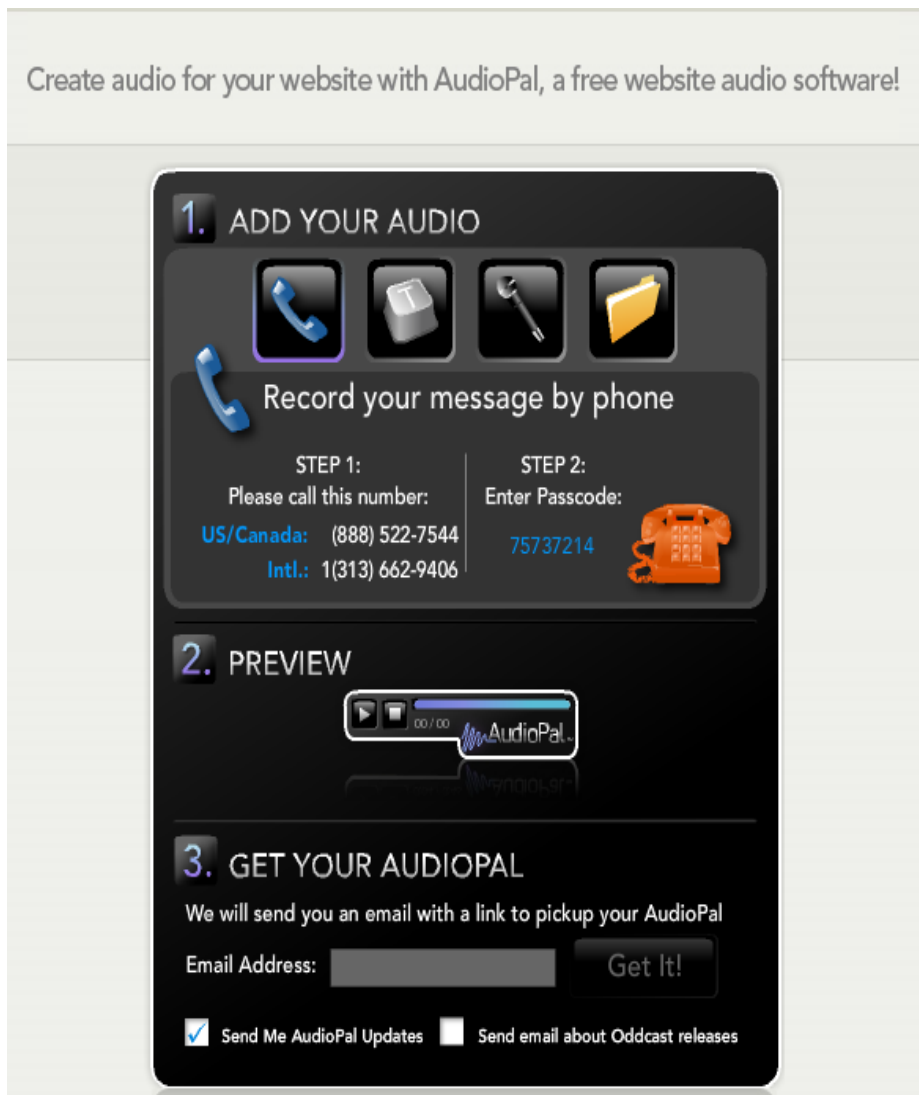 Create audio for your website with AudioPal, a free website audio software!
1. ADD YOUR AUDIO
T
Record your message by phone
STEP 1:
Please call this number:
US/Canada: (888) 522-7544
Intl.: 1(313) 662-9406
STEP 2:
Enter Passcode:
75737214
2. PREVIEW
00/00
AudioPal
3. GET YOUR AUDIOPAL
We will send you an email with a link to pickup your AudioPal
Email Address:
Get It!
Send Me AudioPal Updates
Send email about Oddcast releases